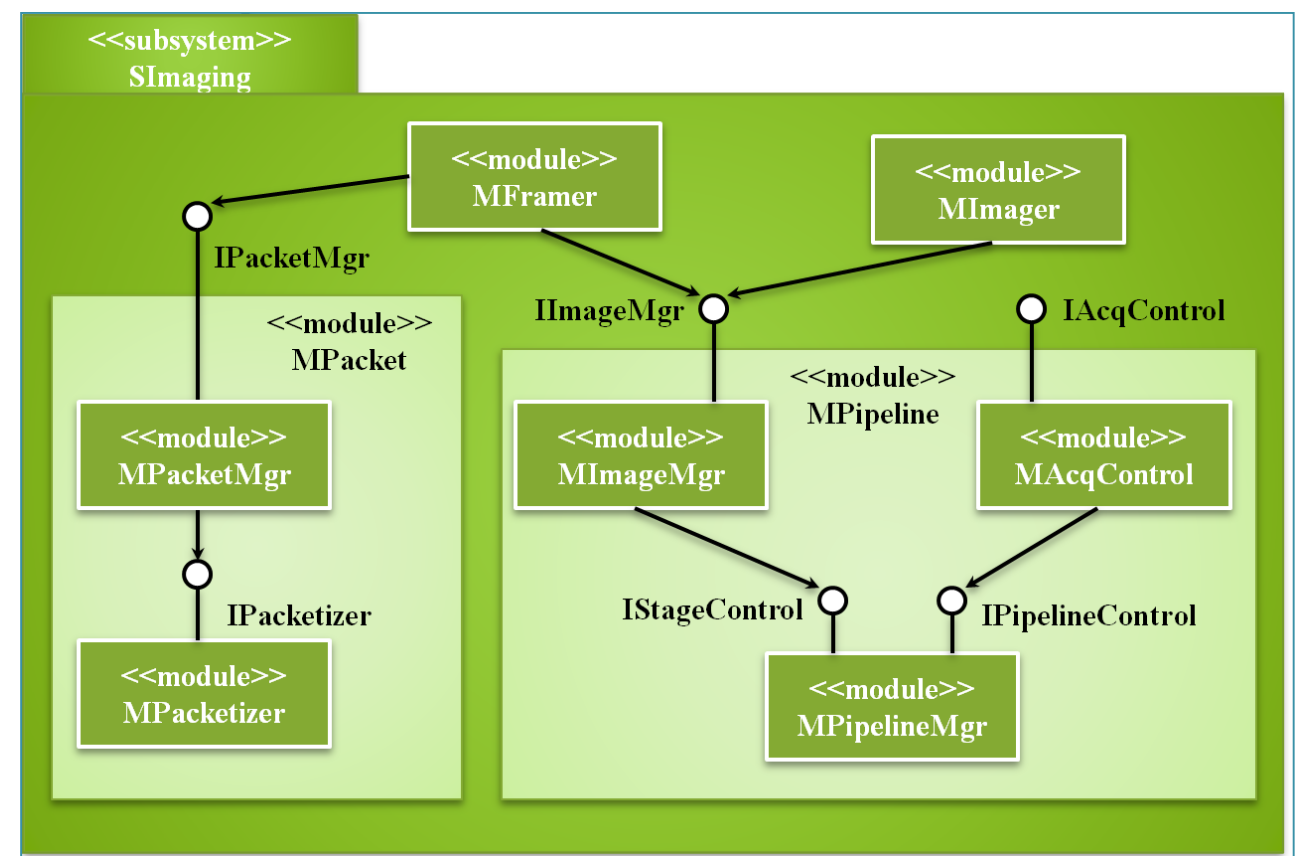 <<subsystem>>
SImaging
<<module>>
MFramer
<<module>>
MImager
IPacketMgr
IImageMgr
IAcqControl
<<module>>
MPacket
<<module>>
MPipeline
<<module>>
MPacketMgr
<<module>>
MImageMgr
<<module>>
MAcqControl
IPacketizer
IStageControl
IPipelineControl
<<module>>
MPacketizer
<<module>>
MPipelineMgr